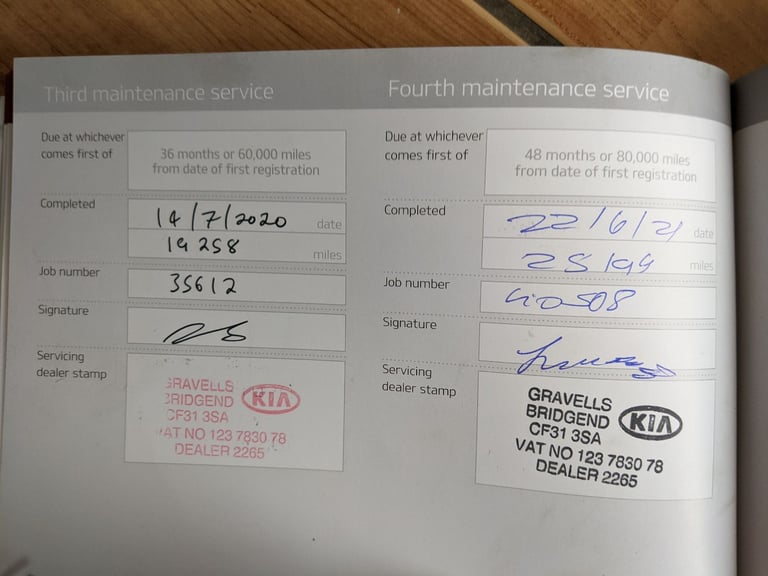 Third maintenance service
Due at whichever
comes first of
36 months or 60,000 miles
from date of first registration
Completed
14/7/2020 date
19258 miles
Job number
35612
Signature
Servicing
dealer stamp
GRAVELLS
BRIDGEND
CF31 3SA
KIA
VAT NO 123 7830 78
DEALER 2265
Fourth maintenance service
Due at whichever
comes first of
48 months or 80,000 miles
from date of first registration
Completed
22/6/21 date
25199 miles
Job number
Signature
Servicing
dealer stamp
GRAVELLS
BRIDGEND
CF31 3SA
KIA
VAT NO 123 7830 78
DEALER 2265